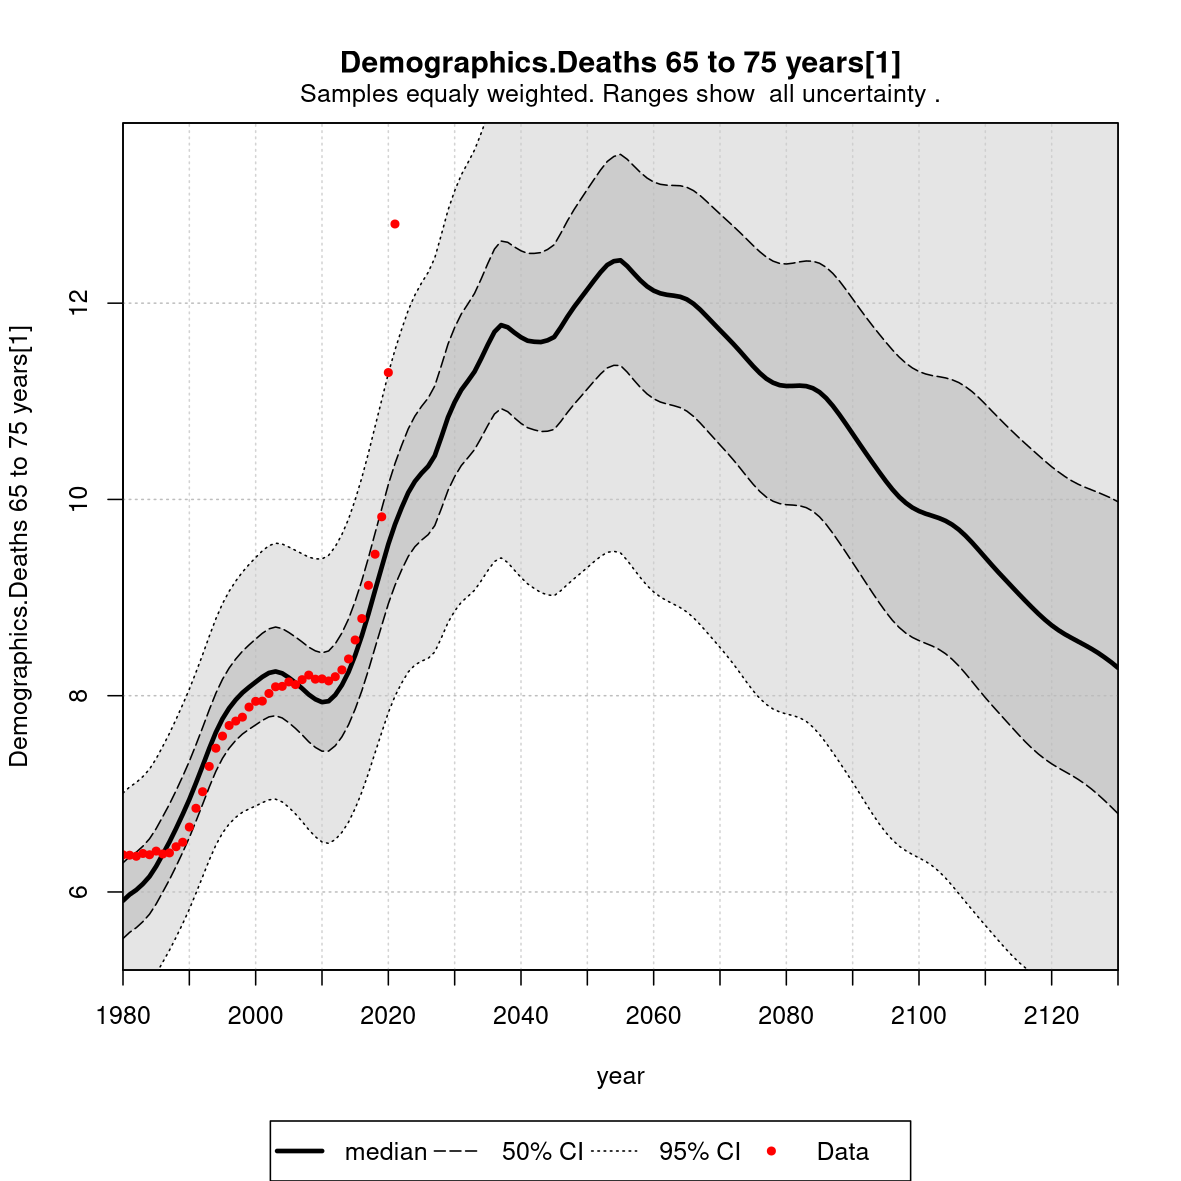 Demographics.Deaths 65 to 75 years[1]
Samples equaly weighted. Ranges show  all uncertainty .
Demographics.Deaths 65 to 75 years[1]
12
10
8
6
1980 2000 2020 2040 2060 2080 2100 2120
year
median 50% CI 95% CI Data